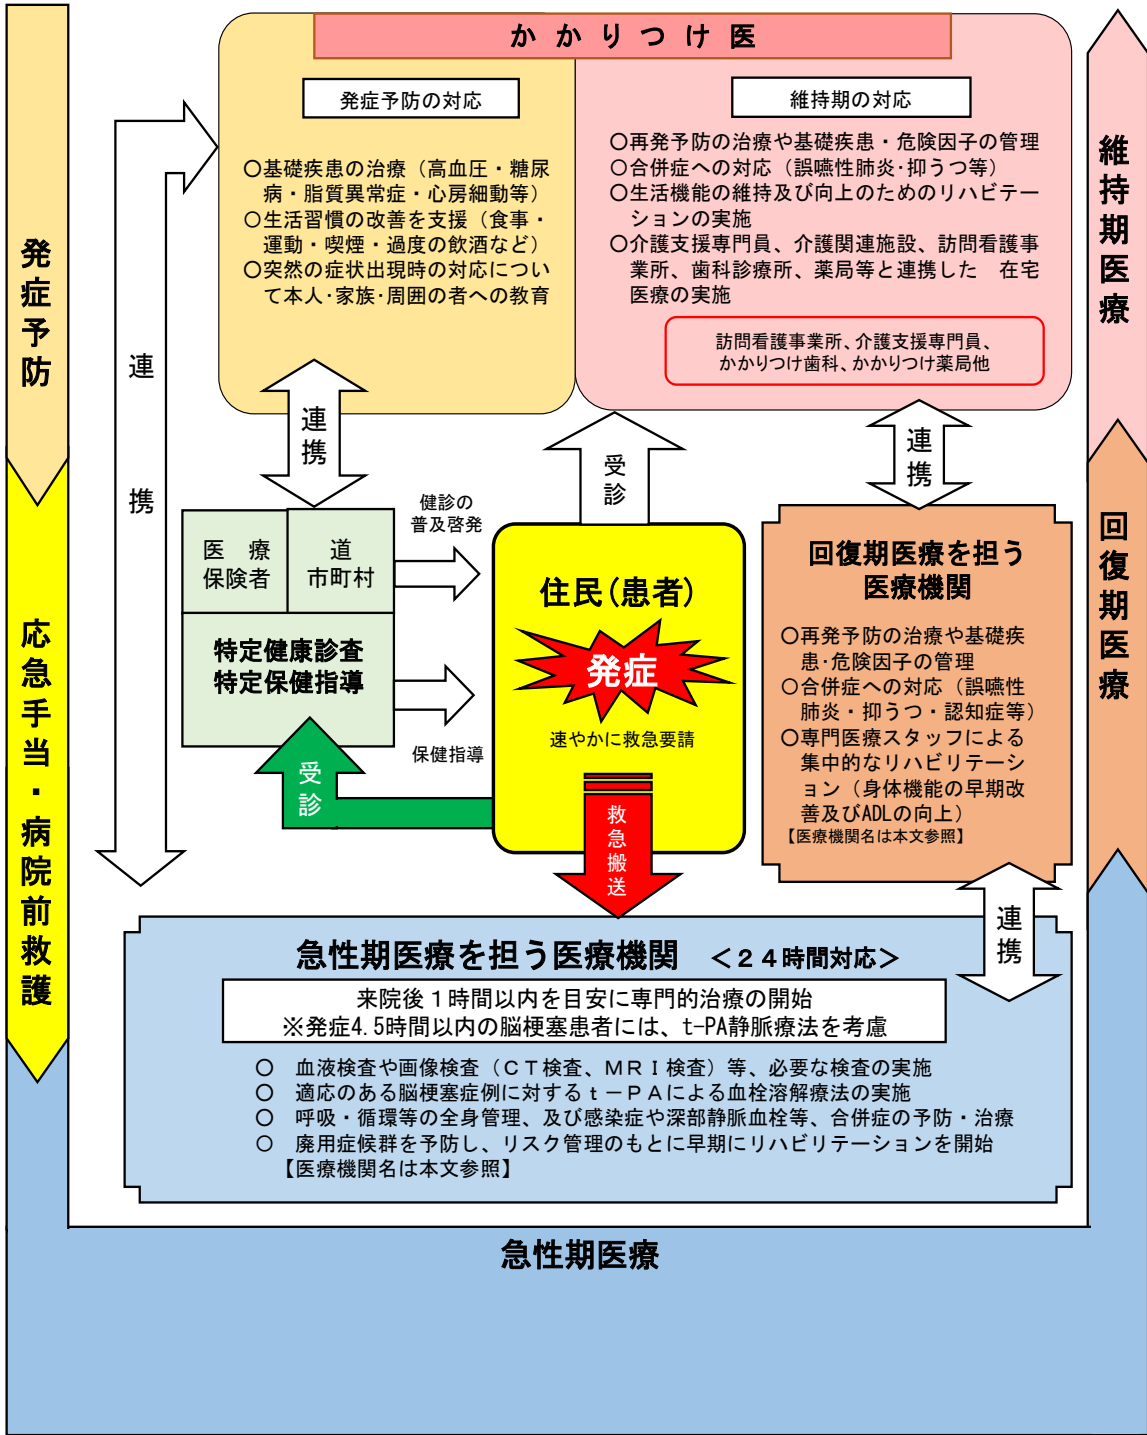 かかりつけ医
発症予防の対応
○基礎疾患の治療（高血圧・糖尿
病・脂質異常症・心房細動等）
○生活習慣の改善を支援（食事・
運動・喫煙・過度の飲酒など）
○突然の症状出現時の対応につい
て本人･家族･周囲の者への教育
維持期の対応
○再発予防の治療や基礎疾患・危険因子の管理
○合併症への対応（誤嚥性肺炎･抑うつ等）
○生活機能の維持及び向上のためのリハビテー
ションの実施
○介護支援専門員、介護関連施設、訪問看護事
業所、歯科診療所、薬局等と連携した　在宅
医療の実施
訪問看護事業所、介護支援専門員、
かかりつけ歯科、かかりつけ薬局他
発症予防
応急手当・病院前救護
維持期医療
回復期医療
連携
連携
受診
連携
医　療
保険者
道
市町村
特定健康診査
特定保健指導
健診の
普及啓発
保健指導
受診
住民(患者)
発症
速やかに救急要請
救急搬送
回復期医療を担う
医療機関
○再発予防の治療や基礎疾
患･危険因子の管理
○合併症への対応（誤嚥性
肺炎・抑うつ・認知症等）
○専門医療スタッフによる
集中的なリハビリテーシ
ョン（身体機能の早期改
善及びADLの向上）
【医療機関名は本文参照】
連携
急性期医療を担う医療機関　＜２４時間対応＞
来院後１時間以内を目安に専門的治療の開始
※発症4.5時間以内の脳梗塞患者には、t-PA静脈療法を考慮
○　血液検査や画像検査（ＣＴ検査、ＭＲＩ検査）等、必要な検査の実施
○　適応のある脳梗塞症例に対するｔ－ＰＡによる血栓溶解療法の実施
○　呼吸・循環等の全身管理、及び感染症や深部静脈血栓等、合併症の予防・治療
○　廃用症候群を予防し、リスク管理のもとに早期にリハビリテーションを開始
【医療機関名は本文参照】
急性期医療